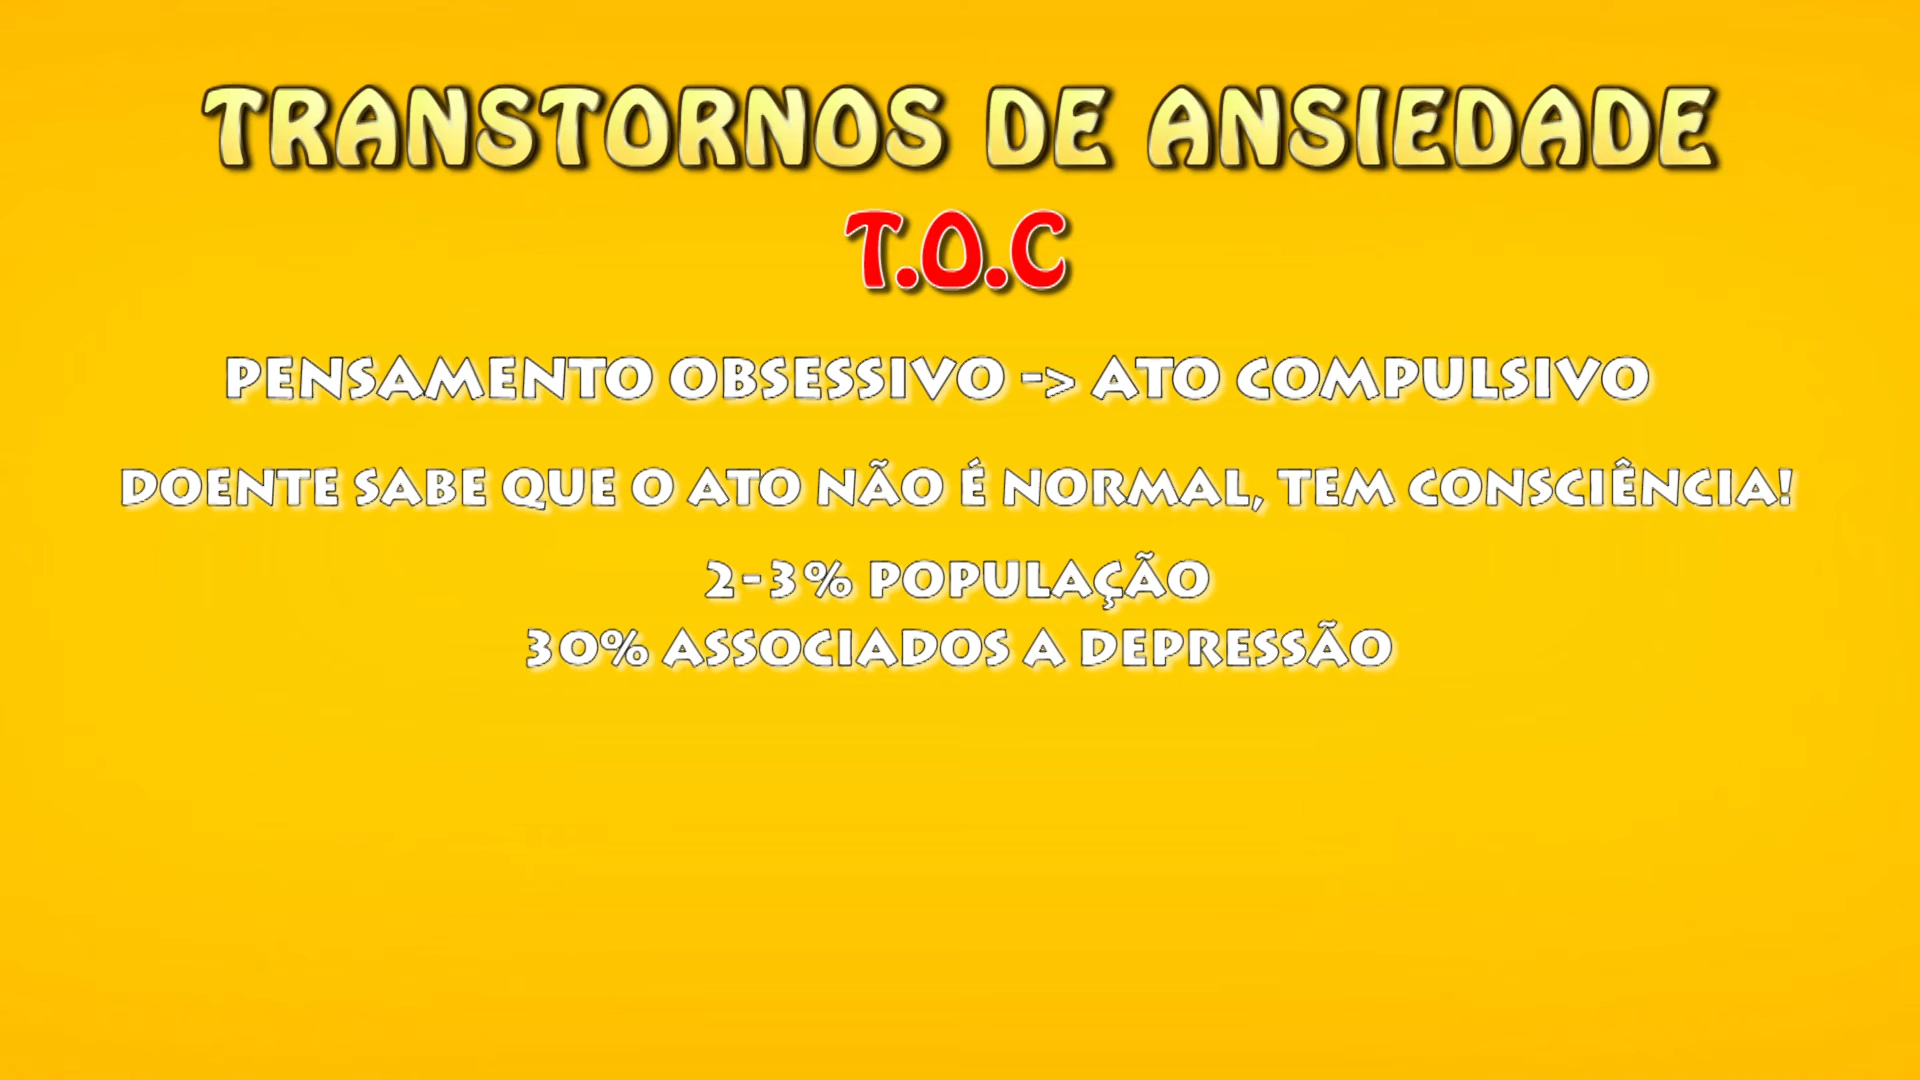 TRANSTORNOS DE ANSIEDADE
T.O.C
PENSAMENTO OBSESSIVO -> ATO COMPULSIVO
DOENTE SABE QUE O ATO NÃO É NORMAL, TEM CONSCIÊNCIA!
2-3% POPULAÇÃO
30% ASSOCIADOS A DEPRESSÃO